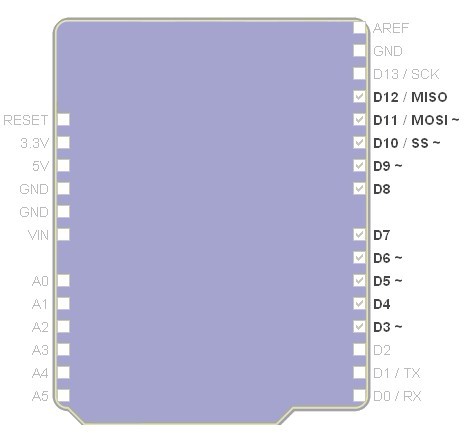 AREF
GND
D13 / SCK
D12 / MISO
D11 / MOSI ~
D10 / SS ~
D9 ~
D8
D7
D6 ~
D5 ~
D4
D3 ~
D2
D1 / TX
D0 / RX
RESET
3.3V
5V
GND
GND
VIN
A0
A1
A2
A3
A4
A5